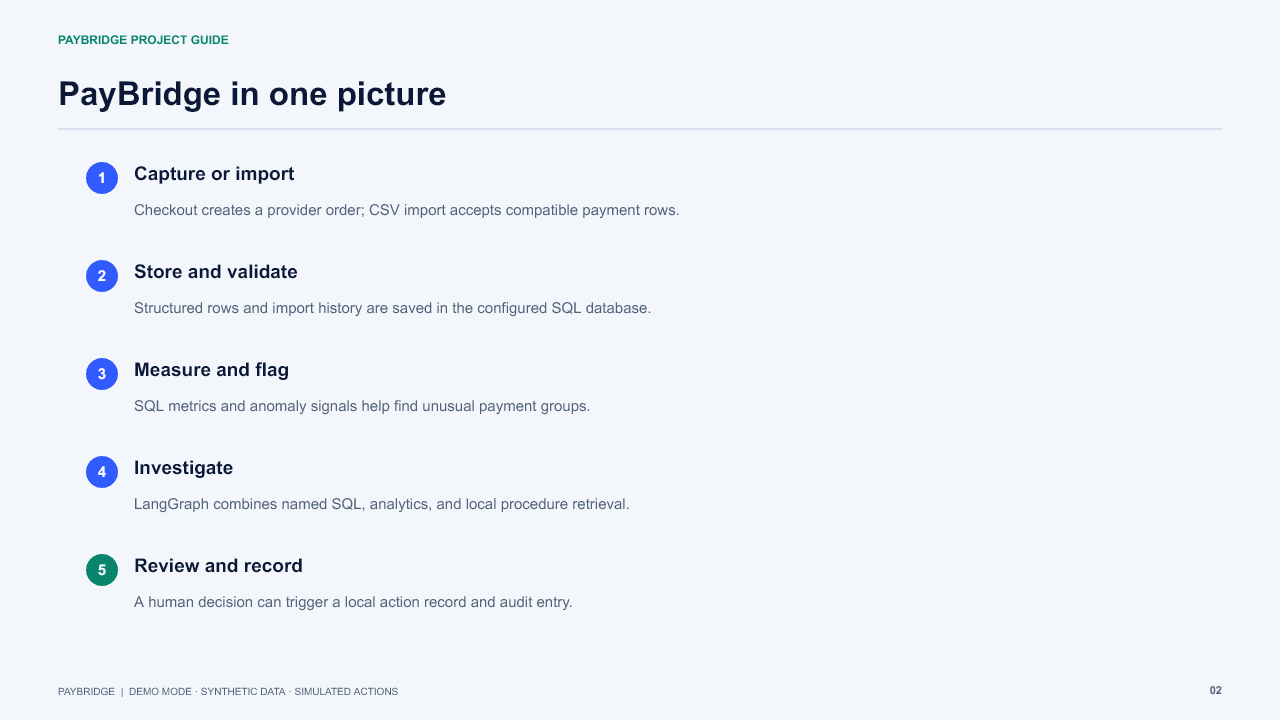 PAYBRIDGE PROJECT GUIDE
PayBridge in one picture
1
Capture or import
Checkout creates a provider order; CSV import accepts compatible payment rows.
2
Store and validate
Structured rows and import history are saved in the configured SQL database.
3
Measure and flag
SQL metrics and anomaly signals help find unusual payment groups.
4
Investigate
LangGraph combines named SQL, analytics, and local procedure retrieval.
5
Review and record
A human decision can trigger a local action record and audit entry.
PAYBRIDGE | DEMO MODE · SYNTHETIC DATA · SIMULATED ACTIONS
02